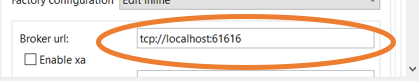 Factory configuration Edit inline
Broker url: tcp://localhost:61616
Enable xa